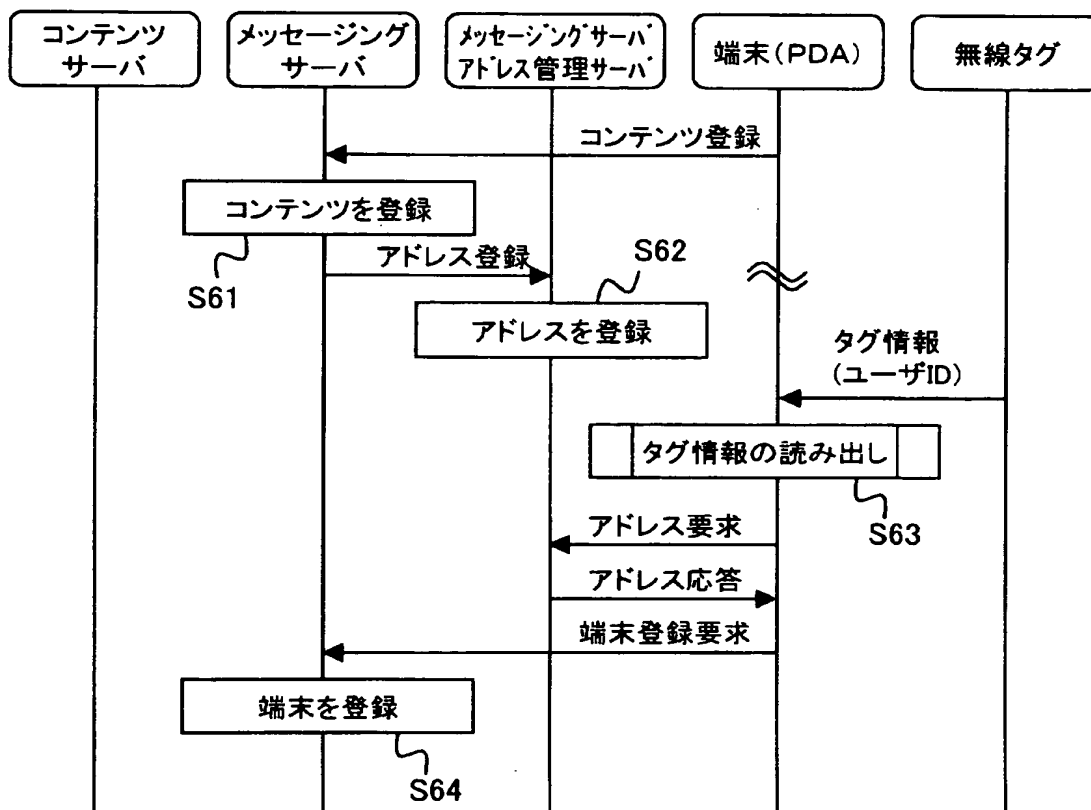 コンテンツ
サーバ
メッセージング
サーバ
メッセージングサーバ
アドレス管理サーバ
端末(PDA)
無線タグ
コンテンツ登録
コンテンツを登録
S61
アドレス登録
S62
アドレスを登録
タグ情報
(ユーザID)
タグ情報の読み出し
S63
アドレス要求
アドレス応答
端末登録要求
端末を登録
S64